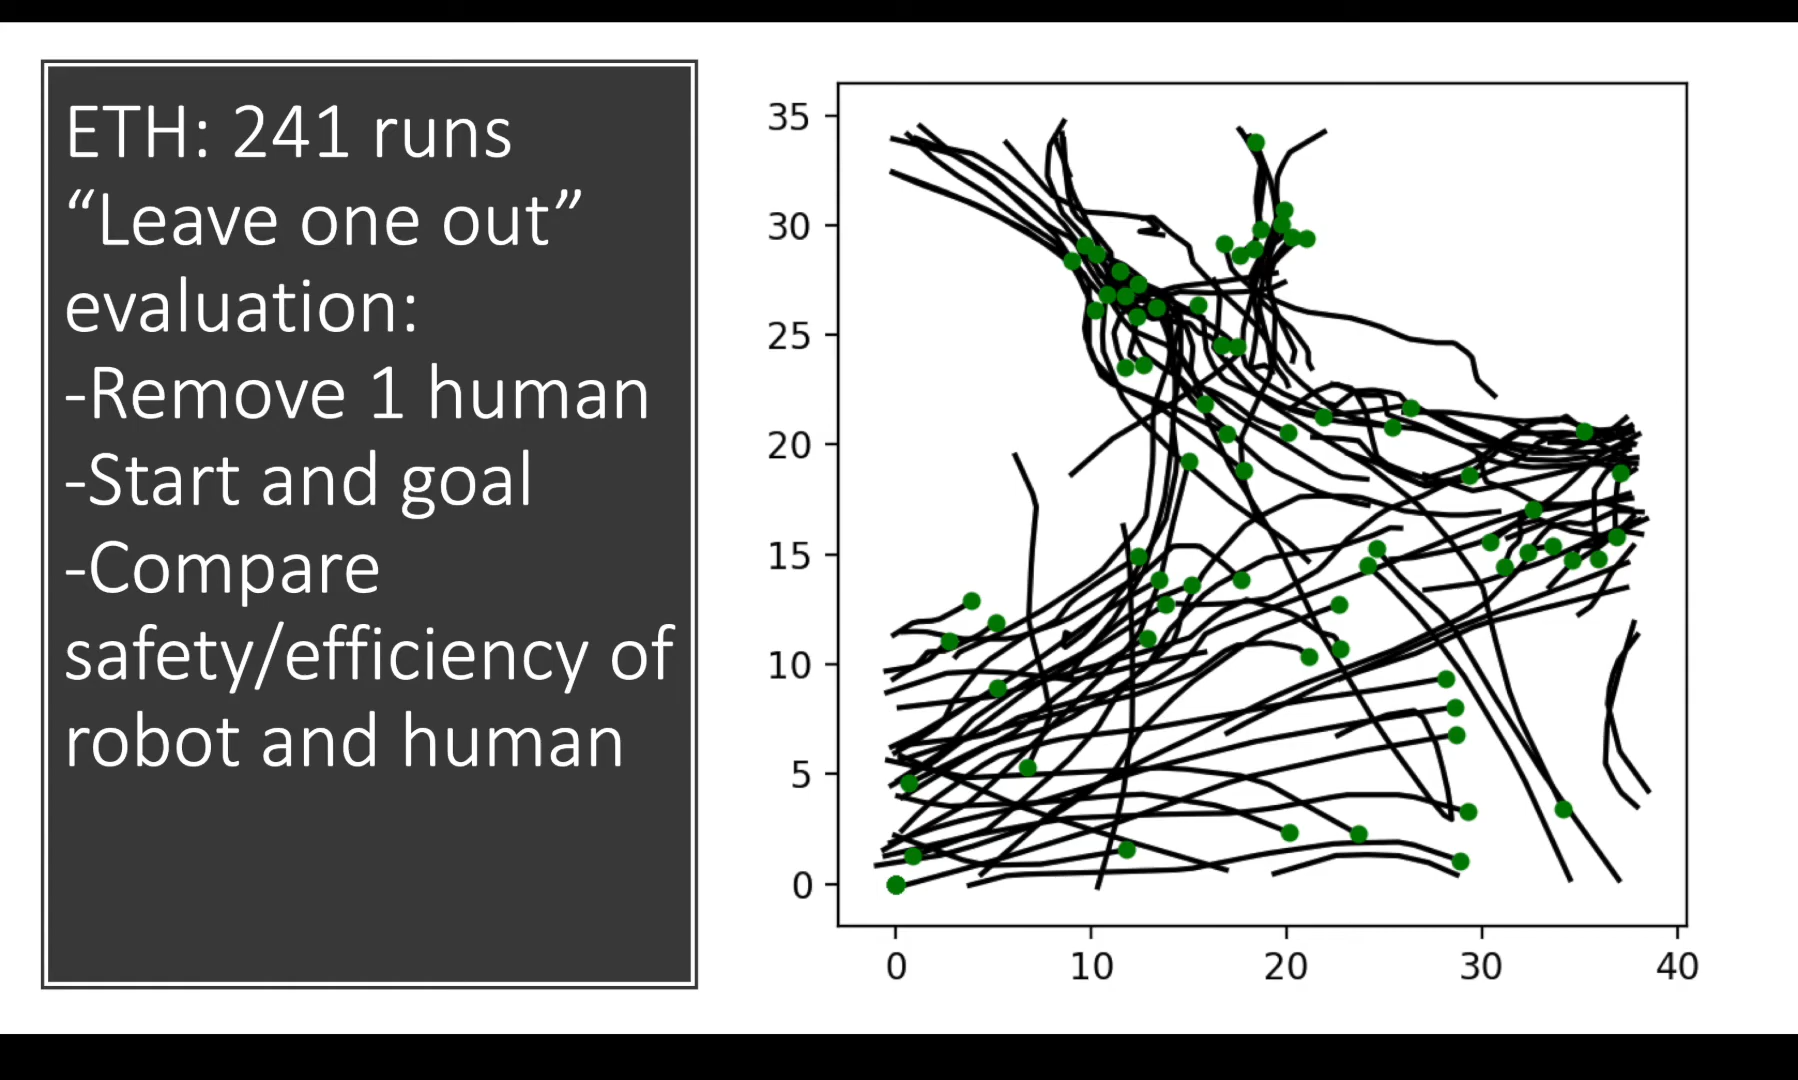 ETH: 241 runs
“Leave one out”
evaluation:
-Remove 1 human
-Start and goal
-Compare
safety/efficiency of
robot and human
35
30
25
20
15
10
5
0
0 10 20 30 40